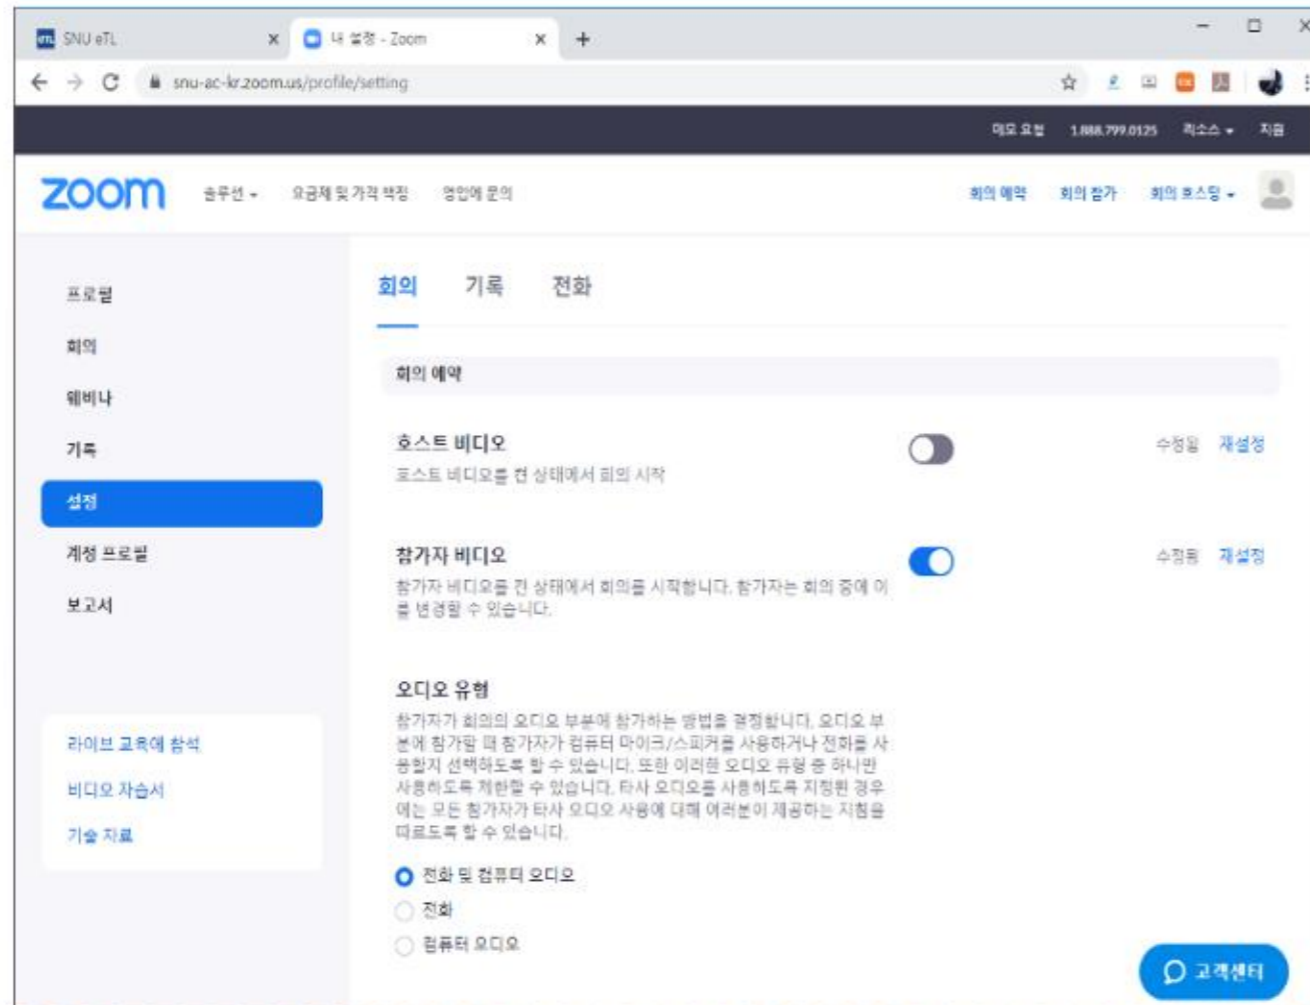 SNU eTL
내 설정 - Zoom
snu-ac-kr.zoom.us/profile/setting
데모 요청 1.888.799.0125 리소스 지원
zoom 솔루션 요금제 및 가격 책정 영업에 문의 회의 예약 회의 참가 회의 호스팅
프로필
회의
웨비나
기록
설정
계정 프로필
보고서
라이브 교육에 참석
비디오 자습서
기술 자료
회의 기록 전화
회의 예약
호스트 비디오 수정됨 재설정
호스트 비디오를 켠 상태에서 회의 시작
참가자 비디오 수정됨 재설정
참가자 비디오를 켠 상태에서 회의를 시작합니다. 참가자는 회의 중에 이
를 변경할 수 있습니다.
오디오 유형
참가자가 회의의 오디오 부분에 참가하는 방법을 결정합니다. 오디오 부
분에 참가할 때 참가자가 컴퓨터 마이크/스피커를 사용하거나 전화를 사
용할지 선택하도록 할 수 있습니다. 또한 이러한 오디오 유형 중 하나만
사용하도록 제한할 수 있습니다. 타사 오디오를 사용하도록 지정된 경우
에는 모든 참가자가 타사 오디오 사용에 대해 여러분이 제공하는 지침을
따르도록 할 수 있습니다.
전화 및 컴퓨터 오디오
전화
컴퓨터 오디오
고객센터